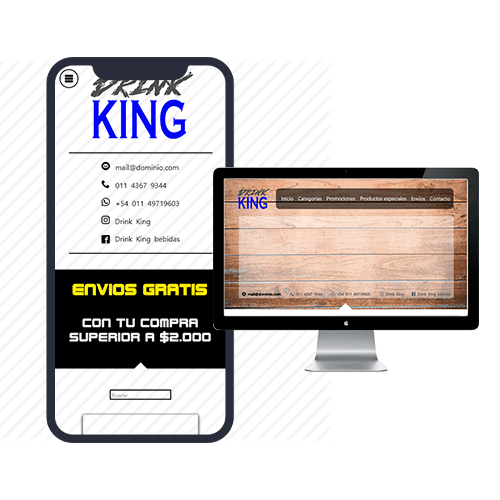 DRINK
KING
mail@dominio.com
011 4367 9344
+54 011 49719603
Drink King
Drink King bebidas
ENVIOS GRATIS
CON TU COMPRA
SUPERIOR A $2.000
Buscar
DRINK
KING
Inicio Categorías Promociones Productos especiales Envíos Contacto
mail@dominio.com 011 4367 9344 +54 011 49719603 Drink King Drink King bebidas